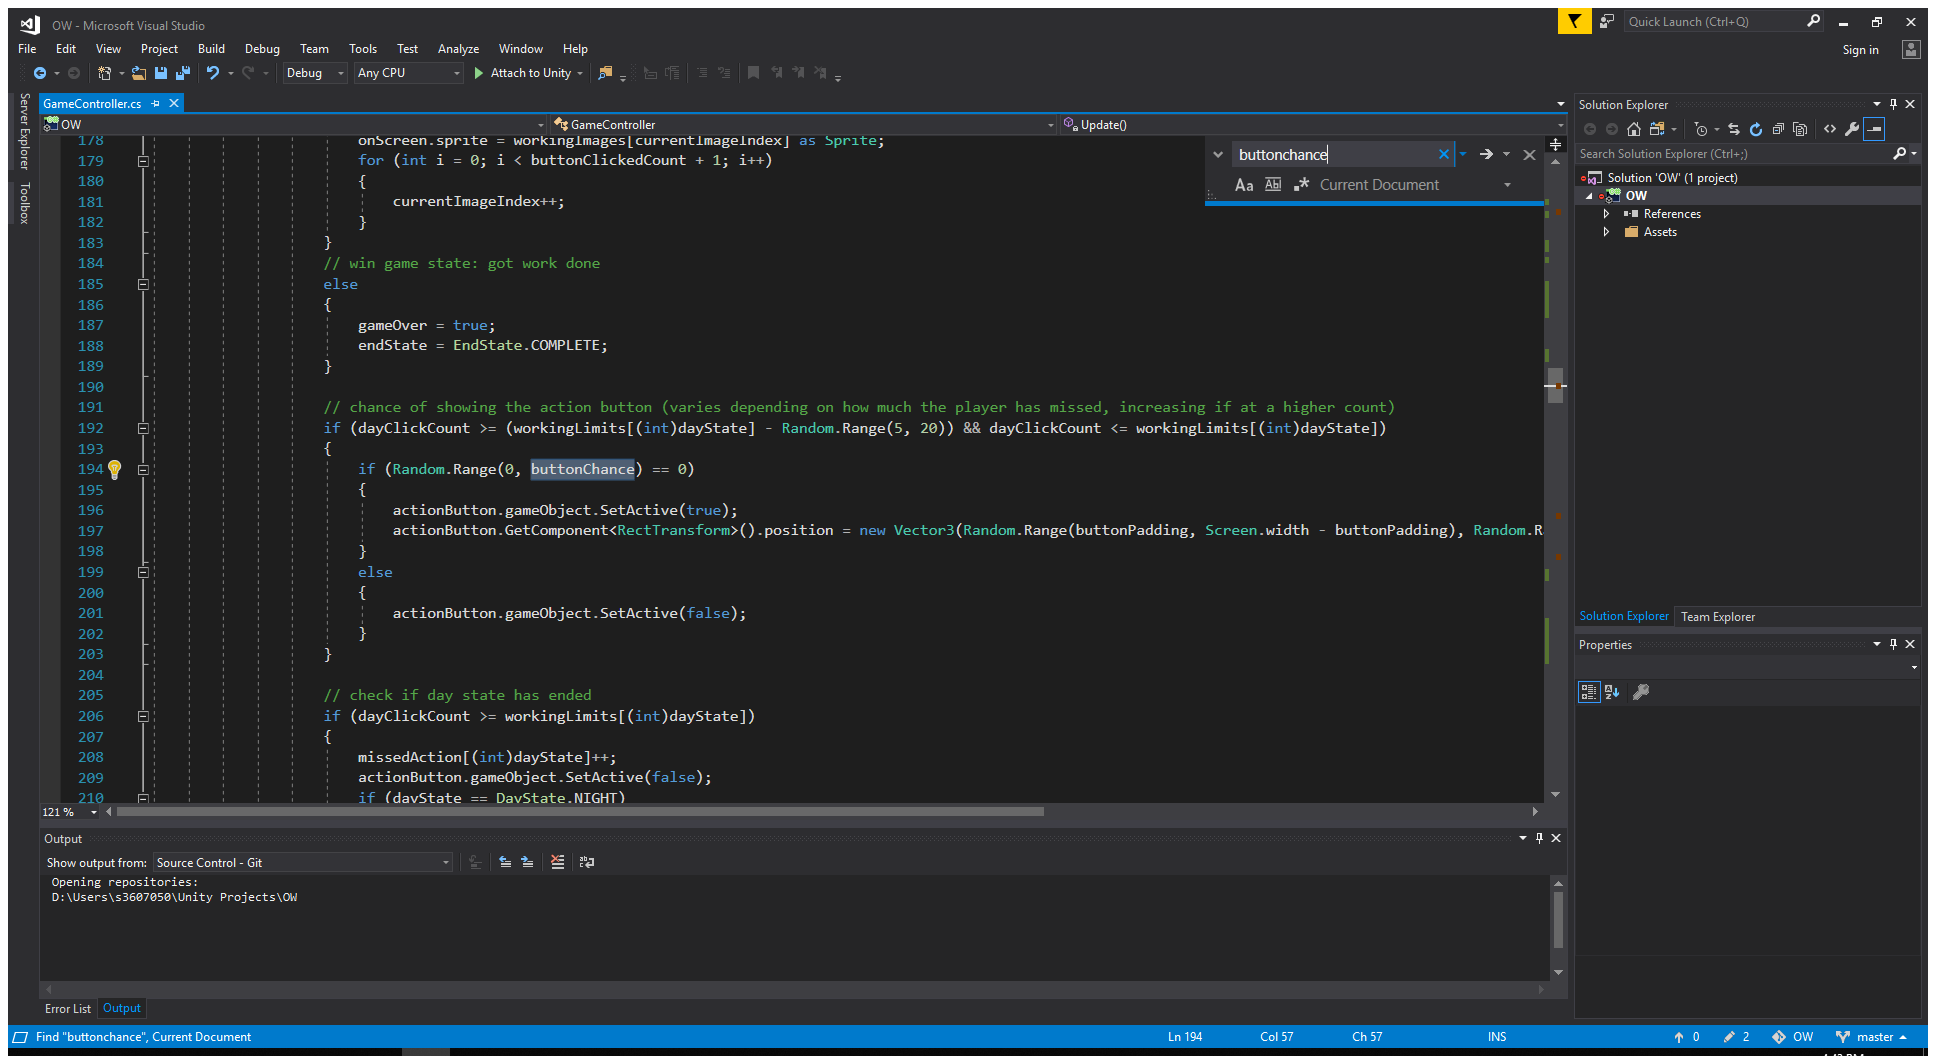 OW - Microsoft Visual Studio
Quick Launch (Ctrl+Q)
File Edit View Project Build Debug Team Tools Test Analyze Window Help
Sign in
Debug Any CPU Attach to Unity
Server Explorer
Toolbox
GameController.cs
OW GameController Update()
buttonchance
Aa Abl Current Document
178 onScreen.sprite = workingImages[currentImageIndex] as Sprite;
179 for (int i = 0; i < buttonClickedCount + 1; i++)
180 {
181 currentImageIndex++;
182 }
183 }
184 // win game state: got work done
185 else
186 {
187 gameOver = true;
188 endState = EndState.COMPLETE;
189 }
190
191 // chance of showing the action button (varies depending on how much the player has missed, increasing if at a higher count)
192 if (dayClickCount >= (workingLimits[(int)dayState] - Random.Range(5, 20)) && dayClickCount <= workingLimits[(int)dayState])
193 {
194 if (Random.Range(0, buttonChance) == 0)
195 {
196 actionButton.gameObject.SetActive(true);
197 actionButton.GetComponent<RectTransform>().position = new Vector3(Random.Range(buttonPadding, Screen.width - buttonPadding), Random.R
198 }
199 else
200 {
201 actionButton.gameObject.SetActive(false);
202 }
203 }
204
205 // check if day state has ended
206 if (dayClickCount >= workingLimits[(int)dayState])
207 {
208 missedAction[(int)dayState]++;
209 actionButton.gameObject.SetActive(false);
210 if (dayState == DayState.NIGHT)
121 %
Solution Explorer
Search Solution Explorer (Ctrl+;)
Solution 'OW' (1 project)
OW
References
Assets
Solution Explorer Team Explorer
Properties
Output
Show output from: Source Control - Git
Opening repositories:
D:\Users\s3607050\Unity Projects\OW
Error List Output
Find "buttonchance", Current Document Ln 194 Col 57 Ch 57 INS 0 2 OW master